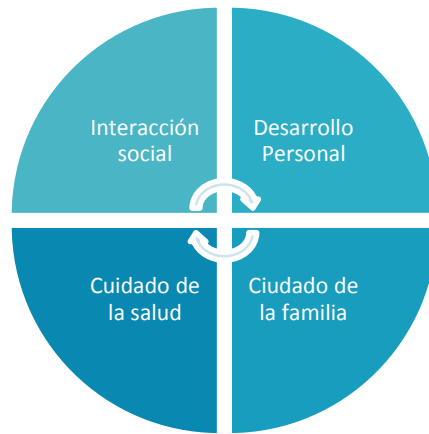 Interacción
social
Desarrollo
Personal
Cuidado de
la salud
Ciudado de
la familia